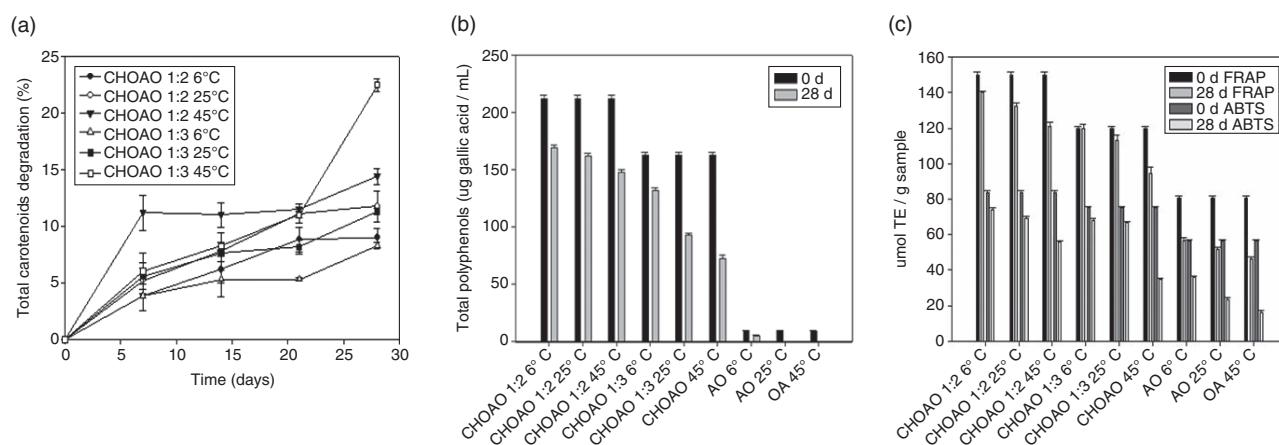 (a)
Total carotenoids degradation (%)
25
20
15
10
5
0
CHOAO 1:2 6°C
CHOAO 1:2 25°C
CHOAO 1:2 45°C
CHOAO 1:3 6°C
CHOAO 1:3 25°C
CHOAO 1:3 45°C
0 5 10 15 20 25 30
Time (days)
(b)
Total polyphenols (ug gallic acid / mL)
250
200
150
100
50
0
0 d
28 d
CHOAO 1:2 6° C
CHOAO 1:2 25° C
CHOAO 1:2 45° C
CHOAO 1:3 6° C
CHOAO 1:3 25° C
CHOAO 45° C
AO 6° C
AO 25° C
AO 45° C
(c)
umol TE / g sample
160
140
120
100
80
60
40
20
0
0 d FRAP
28 d FRAP
0 d ABTS
28 d ABTS
CHOAO 1:2 6° C
CHOAO 1:2 25° C
CHOAO 1:2 45° C
CHOAO 1:3 6° C
CHOAO 1:3 25° C
CHOAO 45° C
AO 6° C
AO 25° C
OA 45° C